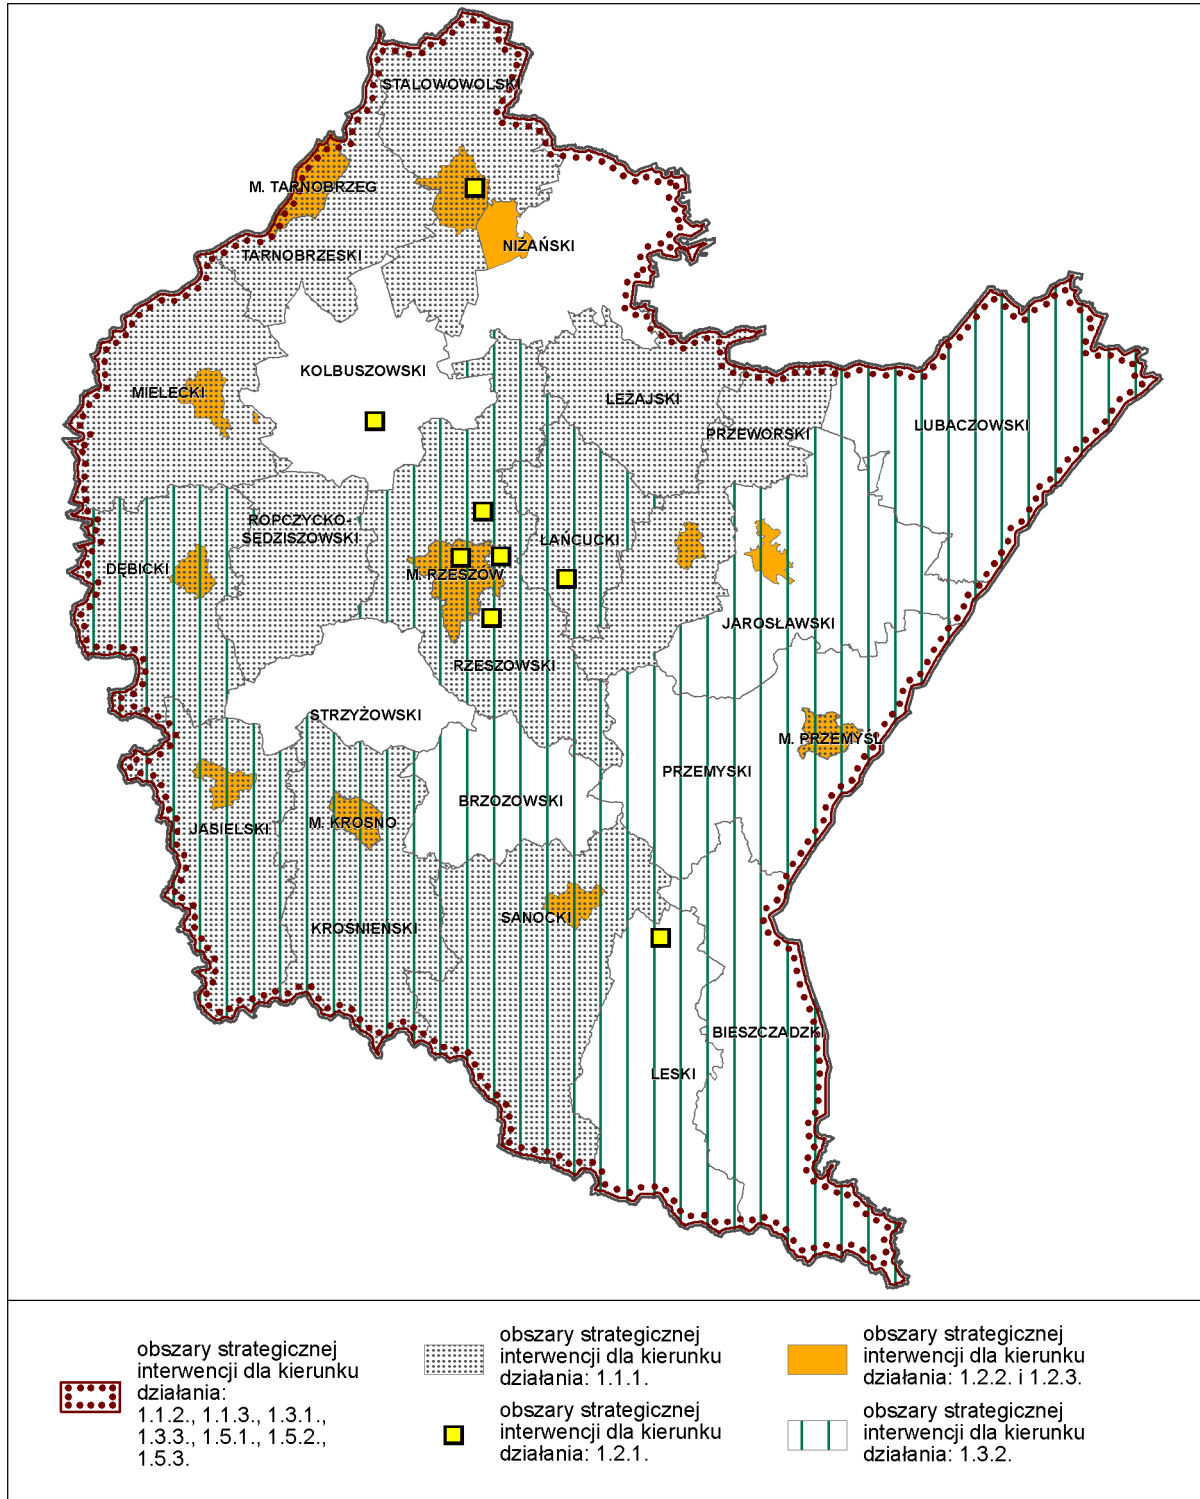 STALOWOWOLSKI
M. TARNOBRZEG
NIŻAŃSKI
TARNOBRZESKI
KOLBUSZOWSKI
MIELECKI
LEŻAJSKI
LUBACZOWSKI
PRZEWORSKI
ROPCZYCKO-
SĘDZISZOWSKI
ŁAŃCUCKI
DĘBICKI
M. RZESZÓW
JAROSŁAWSKI
RZESZOWSKI
STRZYŻOWSKI
M. PRZEMYŚL
PRZEMYSKI
BRZOZOWSKI
M. KROSNO
JASIELSKI
SANOCKI
KROŚNIEŃSKI
BIESZCZADZKI
LESKI
obszary strategicznej
interwencji dla kierunku
działania:
1.1.2., 1.1.3., 1.3.1.,
1.3.3., 1.5.1., 1.5.2.,
1.5.3.
obszary strategicznej
interwencji dla kierunku
działania: 1.1.1.
obszary strategicznej
interwencji dla kierunku
działania: 1.2.1.
obszary strategicznej
interwencji dla kierunku
działania: 1.2.2. i 1.2.3.
obszary strategicznej
interwencji dla kierunku
działania: 1.3.2.